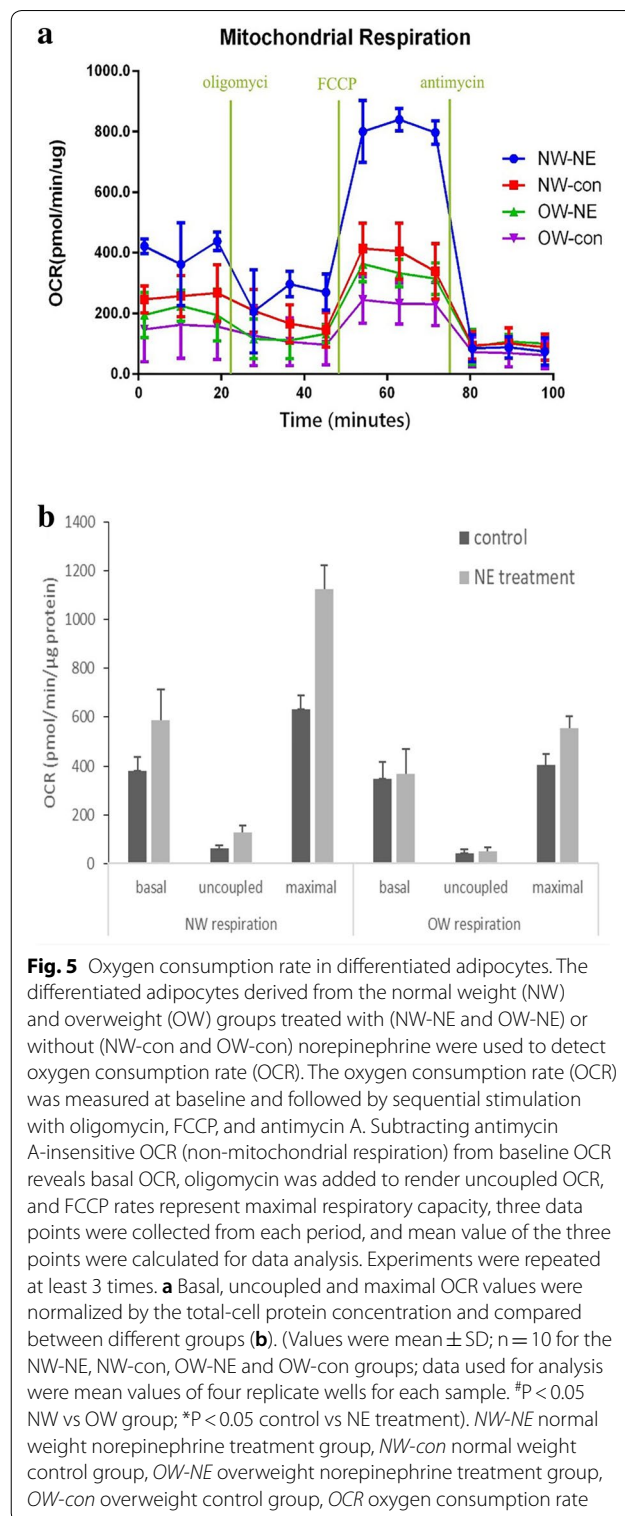 a
Mitochondrial Respiration
1000.0
oligomyci FCCP antimycin
800.0
600.0
400.0
200.0
0.0
OCR(pmol/min/ug)
NW-NE
NW-con
OW-NE
OW-con
0 20 40 60 80 100
Time (minutes)
b
1400
1200
1000
800
600
400
200
0
OCR (pmol/min/µg protein)
control
NE treatment
basal uncoupled maximal basal uncoupled maximal
NW respiration OW respiration
Fig. 5 Oxygen consumption rate in differentiated adipocytes. The
differentiated adipocytes derived from the normal weight (NW)
and overweight (OW) groups treated with (NW-NE and OW-NE) or
without (NW-con and OW-con) norepinephrine were used to detect
oxygen consumption rate (OCR). The oxygen consumption rate (OCR)
was measured at baseline and followed by sequential stimulation
with oligomycin, FCCP, and antimycin A. Subtracting antimycin
A-insensitive OCR (non-mitochondrial respiration) from baseline OCR
reveals basal OCR, oligomycin was added to render uncoupled OCR,
and FCCP rates represent maximal respiratory capacity, three data
points were collected from each period, and mean value of the three
points were calculated for data analysis. Experiments were repeated
at least 3 times. a Basal, uncoupled and maximal OCR values were
normalized by the total-cell protein concentration and compared
between different groups (b). (Values were mean ± SD; n = 10 for the
NW-NE, NW-con, OW-NE and OW-con groups; data used for analysis
were mean values of four replicate wells for each sample. #P < 0.05
NW vs OW group; *P < 0.05 control vs NE treatment). NW-NE normal
weight norepinephrine treatment group, NW-con normal weight
control group, OW-NE overweight norepinephrine treatment group,
OW-con overweight control group, OCR oxygen consumption rate